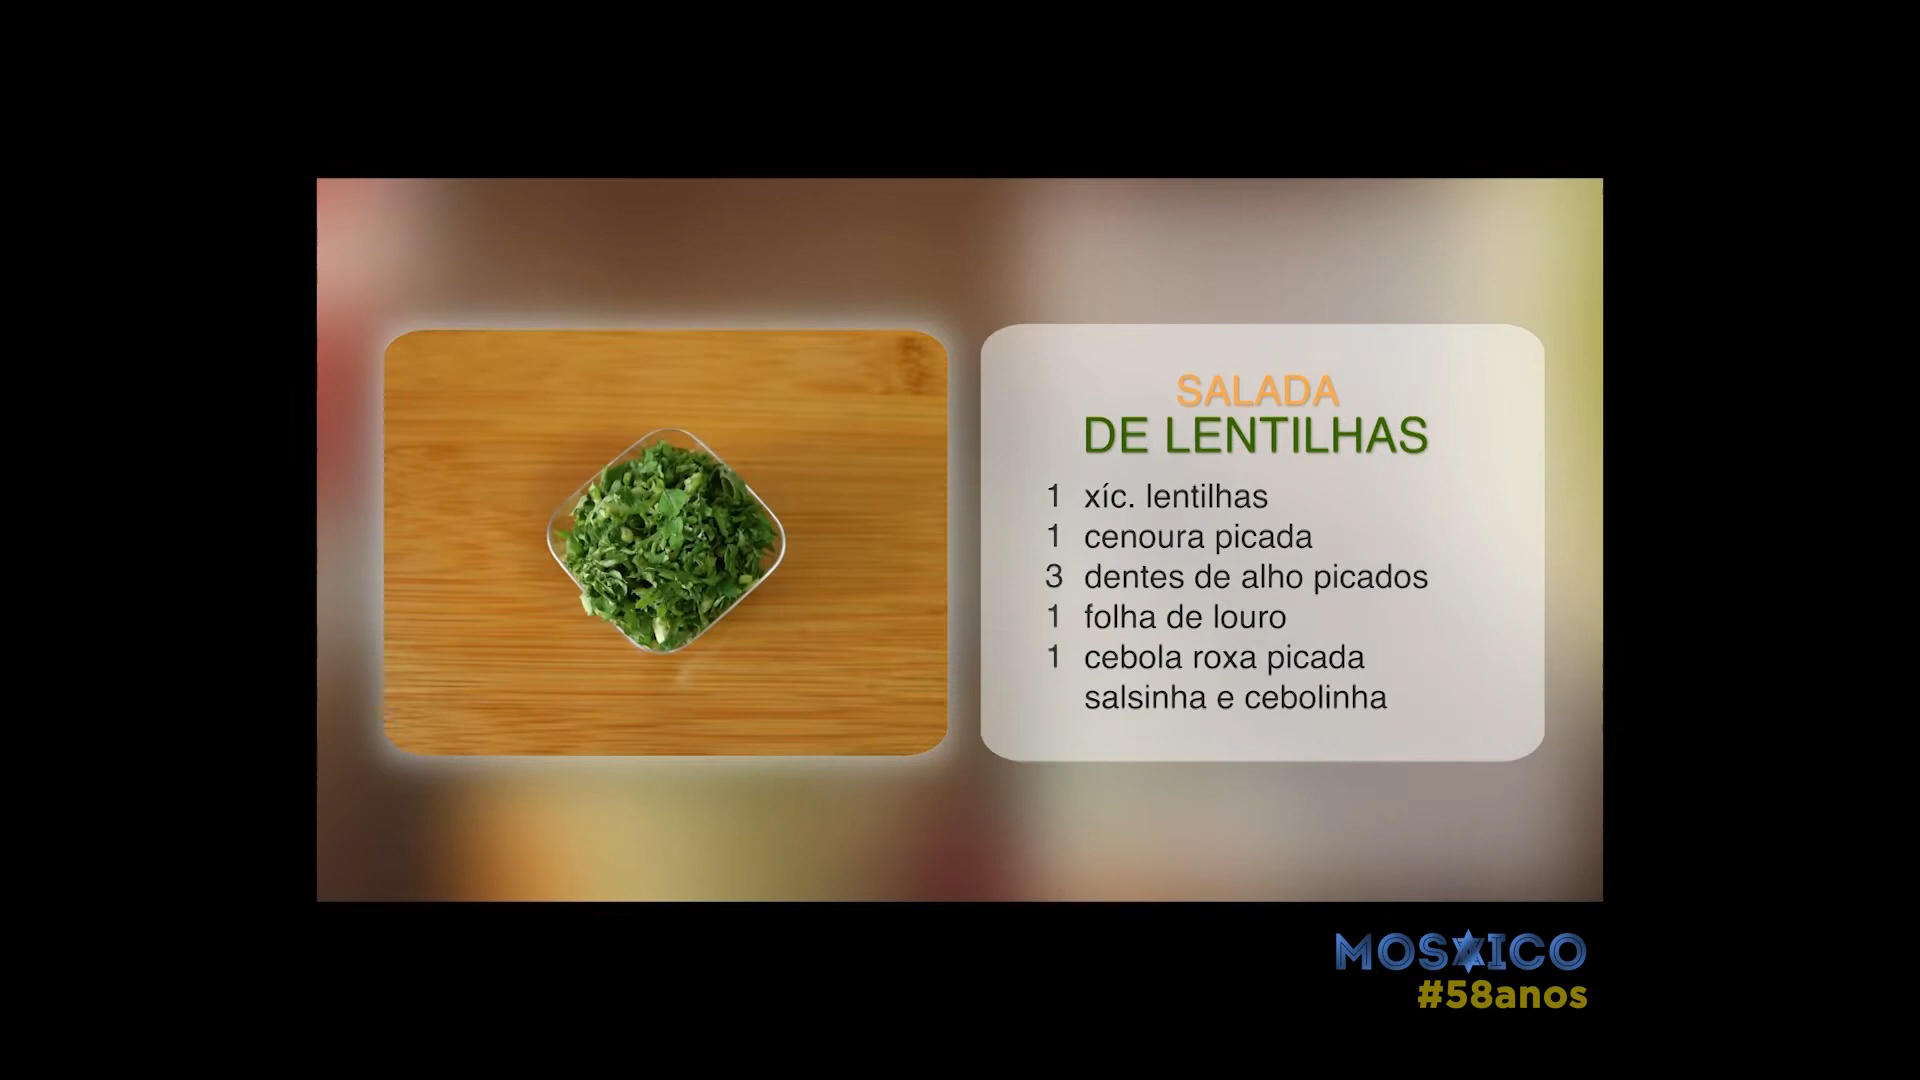 SALADA
DE LENTILHAS
1 xíc. lentilhas
1 cenoura picada
3 dentes de alho picados
1 folha de louro
1 cebola roxa picada
salsinha e cebolinha
MOSAICO
#58anos